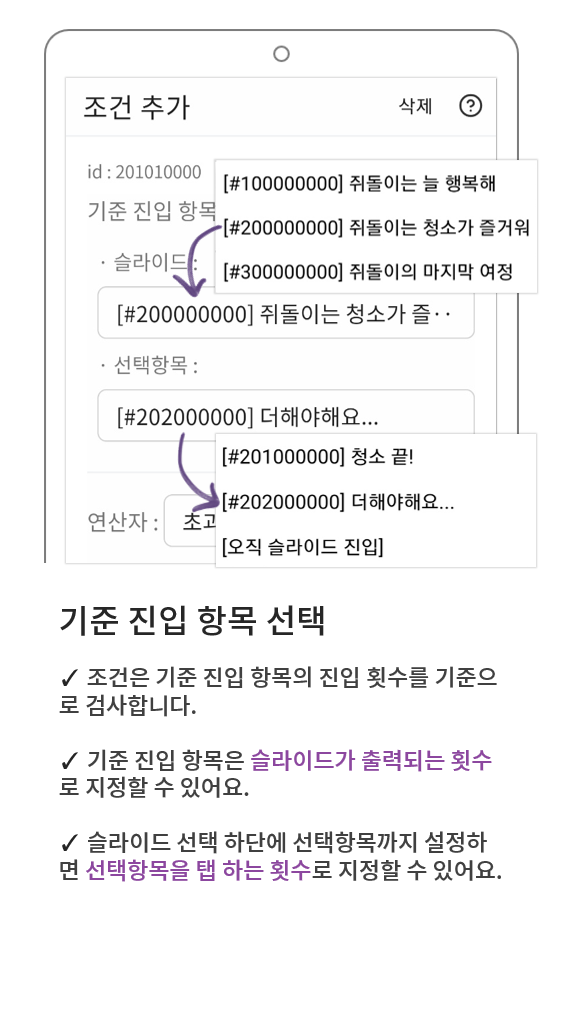 조건 추가
삭제
?
id : 201010000
기준 진입 항목
[#100000000] 쥐돌이는 늘 행복해
[#200000000] 쥐돌이는 청소가 즐거워
[#300000000] 쥐돌이의 마지막 여정
· 슬라이드 :
[#200000000] 쥐돌이는 청소가 즐··
· 선택항목 :
[#202000000] 더해야해요...
[#201000000] 청소 끝!
[#202000000] 더해야해요...
[오직 슬라이드 진입]
연산자 : 초과
기준 진입 항목 선택
✓ 조건은 기준 진입 항목의 진입 횟수를 기준으
로 검사합니다.
✓ 기준 진입 항목은 슬라이드가 출력되는 횟수
로 지정할 수 있어요.
✓ 슬라이드 선택 하단에 선택항목까지 설정하
면 선택항목을 탭 하는 횟수로 지정할 수 있어요.